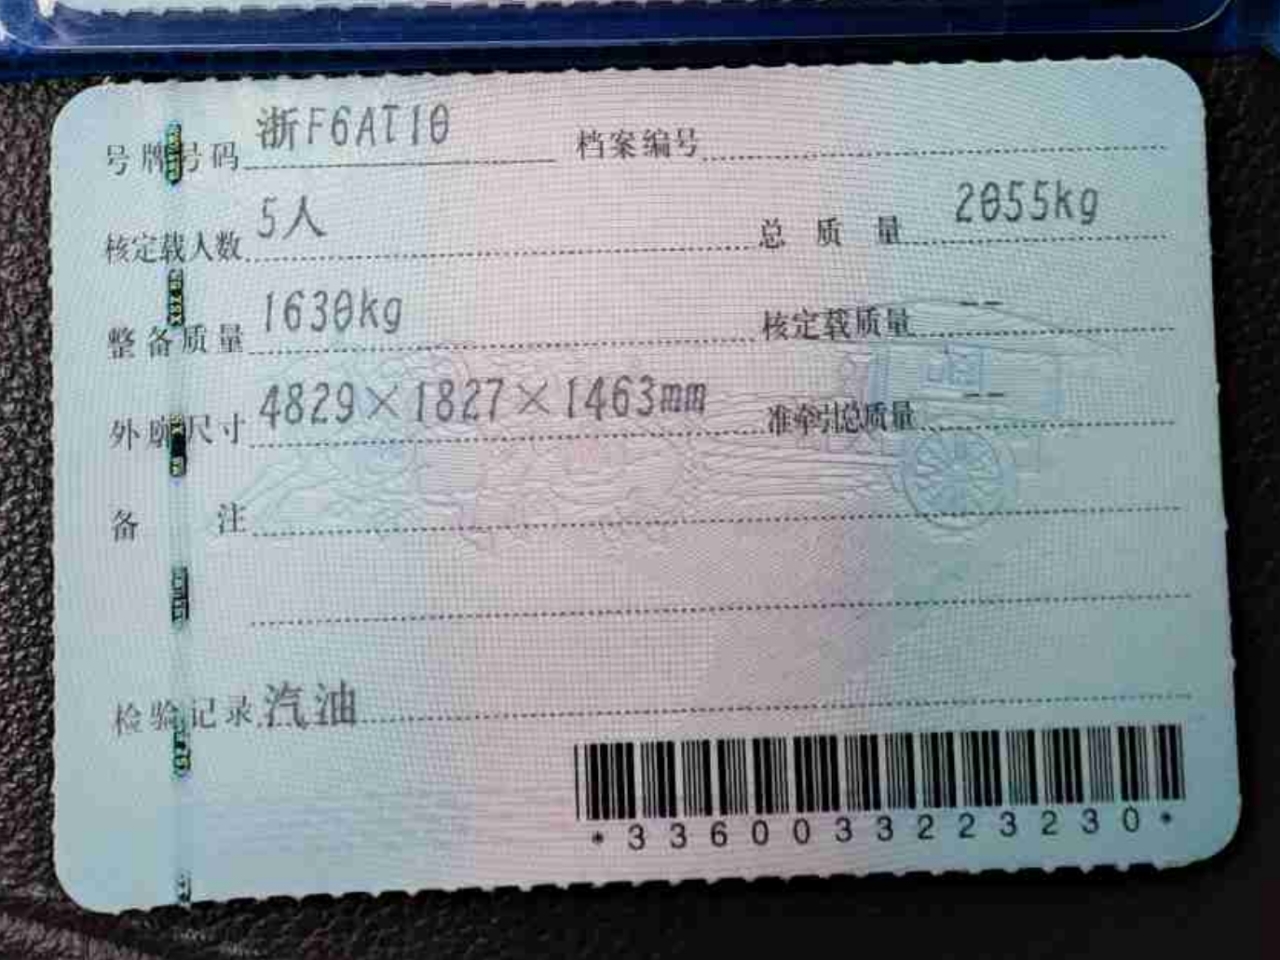 号牌号码 浙F6AT10 档案编号
核定载人数 5人 总质量 2055kg
整备质量 1630kg 核定载质量 --
外廓尺寸 4829×1827×1463mm 准牵引总质量 --
备注
检验记录 汽油
*3360033223230*